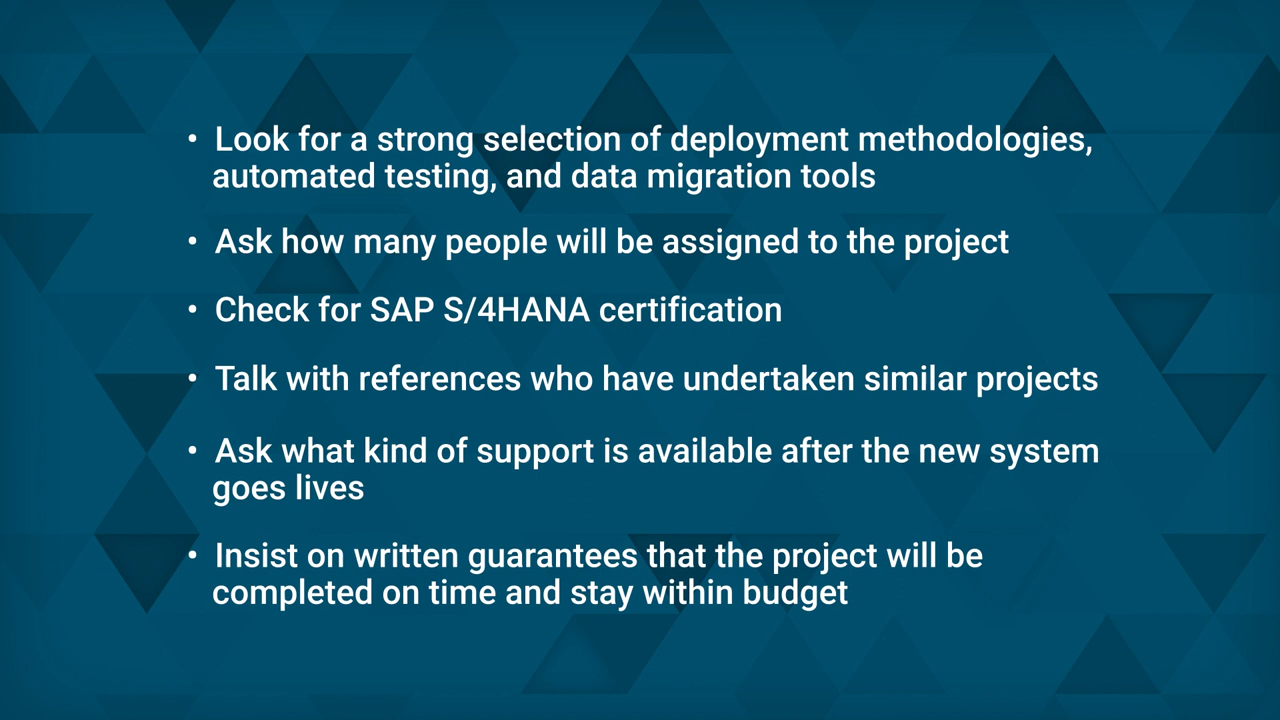 • Look for a strong selection of deployment methodologies,
automated testing, and data migration tools
• Ask how many people will be assigned to the project
• Check for SAP S/4HANA certification
• Talk with references who have undertaken similar projects
• Ask what kind of support is available after the new system
goes lives
• Insist on written guarantees that the project will be
completed on time and stay within budget